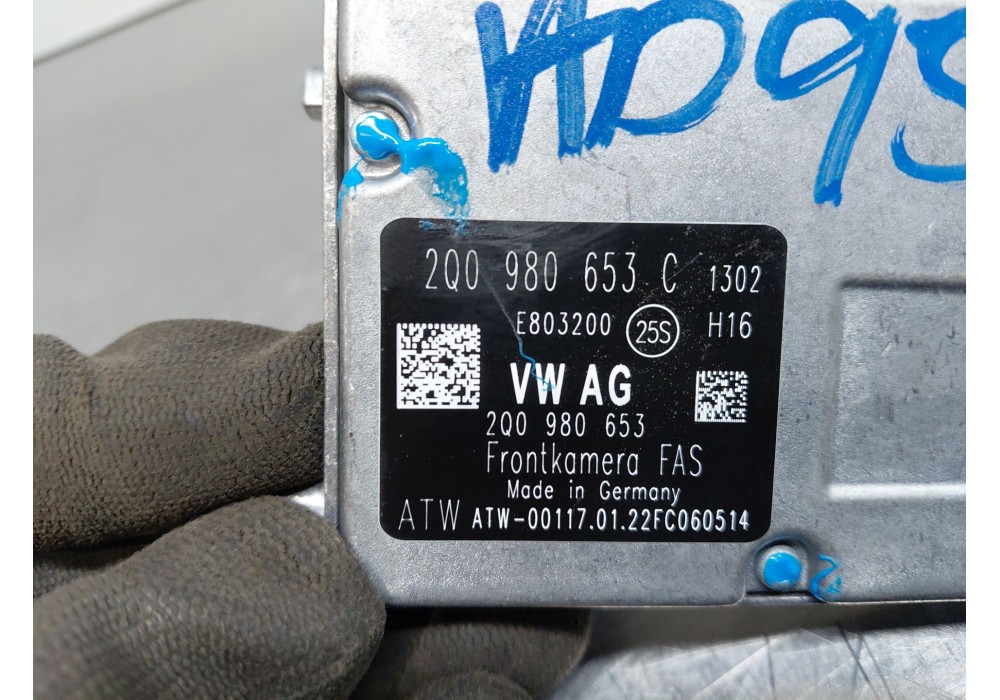 2Q0 980 653 C 1302
E803200 25S H16
VW AG
2Q0 980 653
Frontkamera FAS
Made in Germany
ATW ATW-00117.01.22FC060514